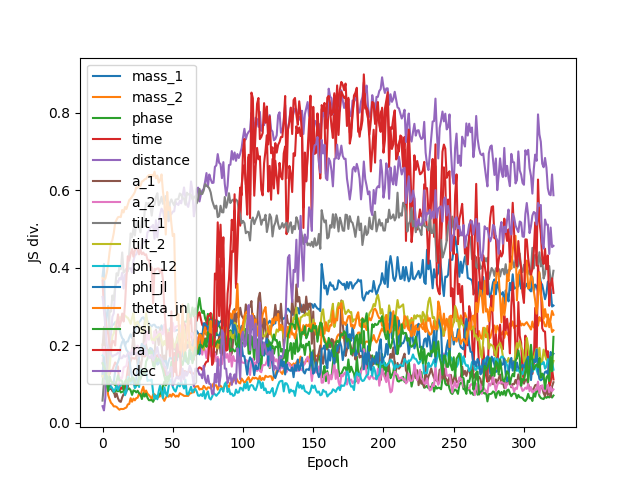 mass_1
mass_2
phase
time
distance
a_1
a_2
tilt_1
tilt_2
phi_12
phi_jl
theta_jn
psi
ra
dec
JS div.
0.8
0.6
0.4
0.2
0.0
0 50 100 150 200 250 300
Epoch